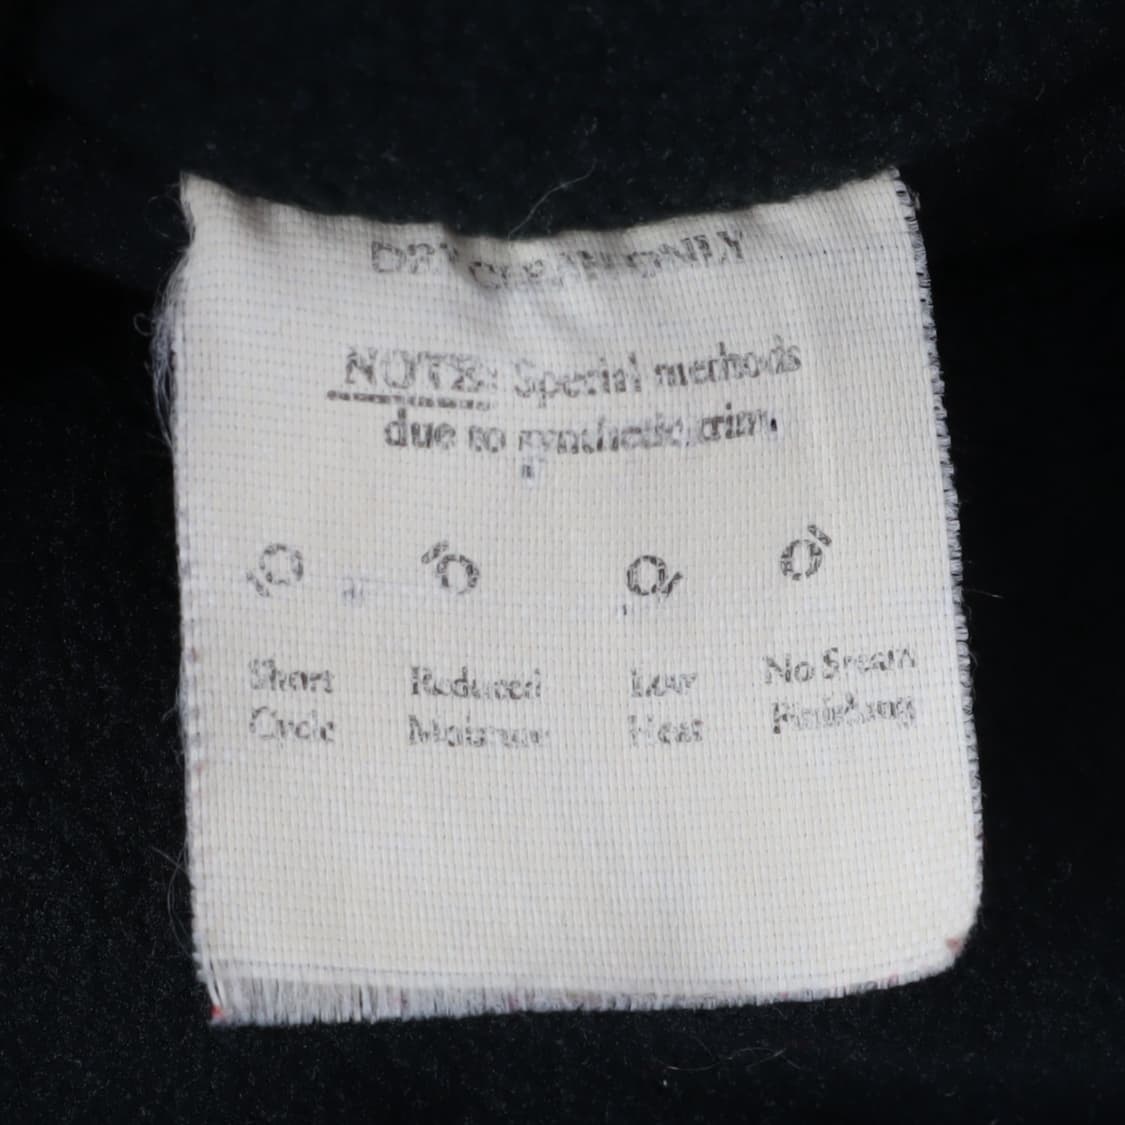 DRY CLEAN ONLY
NOTE: Special methods
due to synthetic trim.
Short Reduced Low No Steam
Cycle Moisture Heat Finishing